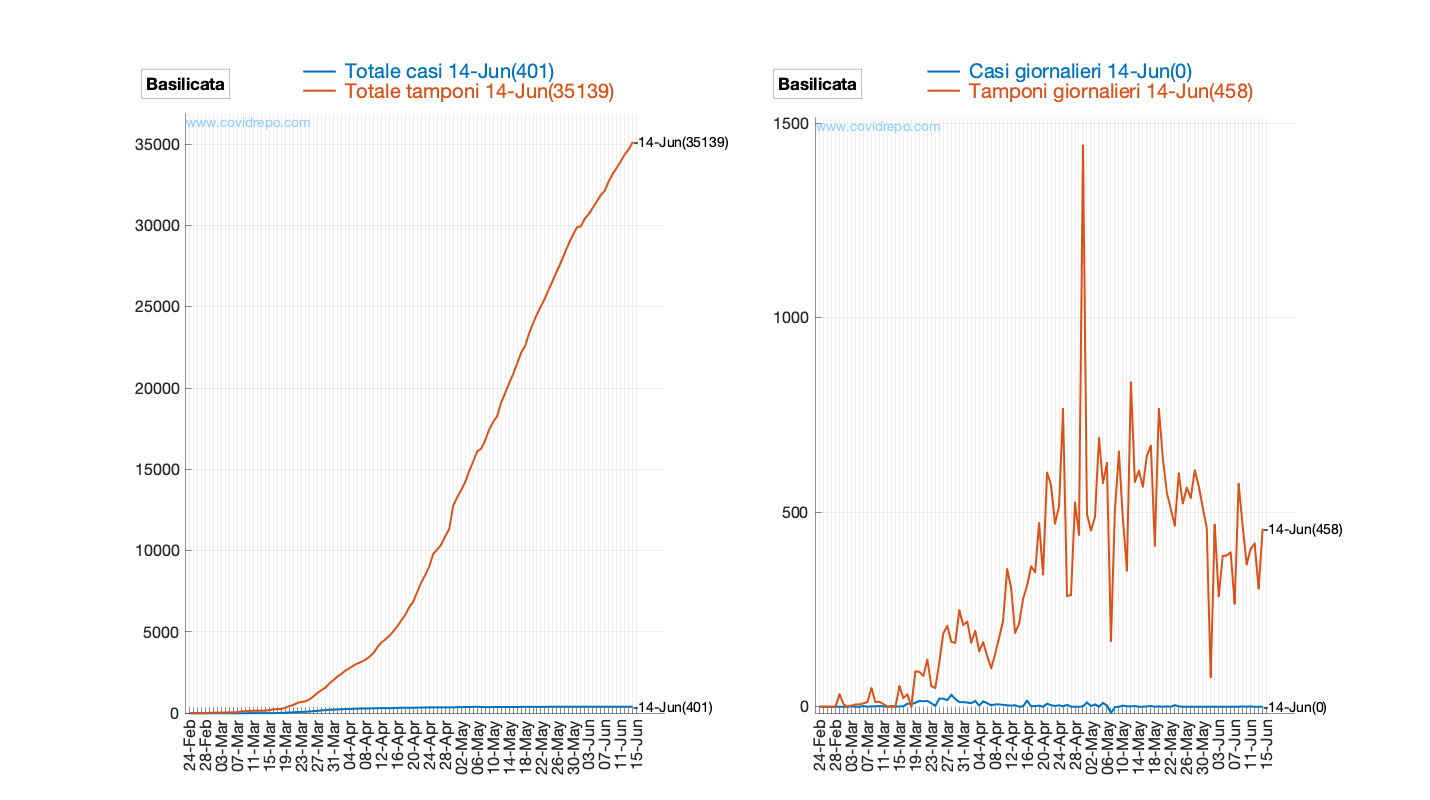 Basilicata
Totale casi 14-Jun(401)
Totale tamponi 14-Jun(35139)
www.covidrepo.com
35000
30000
25000
20000
15000
10000
5000
0
14-Jun(35139)
14-Jun(401)
24-Feb
28-Feb
03-Mar
07-Mar
11-Mar
15-Mar
19-Mar
23-Mar
27-Mar
31-Mar
04-Apr
08-Apr
12-Apr
16-Apr
20-Apr
24-Apr
28-Apr
02-May
06-May
10-May
14-May
18-May
22-May
26-May
30-May
03-Jun
07-Jun
11-Jun
15-Jun
Basilicata
Casi giornalieri 14-Jun(0)
Tamponi giornalieri 14-Jun(458)
www.covidrepo.com
1500
1000
500
0
14-Jun(458)
14-Jun(0)
24-Feb
28-Feb
03-Mar
07-Mar
11-Mar
15-Mar
19-Mar
23-Mar
27-Mar
31-Mar
04-Apr
08-Apr
12-Apr
16-Apr
20-Apr
24-Apr
28-Apr
02-May
06-May
10-May
14-May
18-May
22-May
26-May
30-May
03-Jun
07-Jun
11-Jun
15-Jun